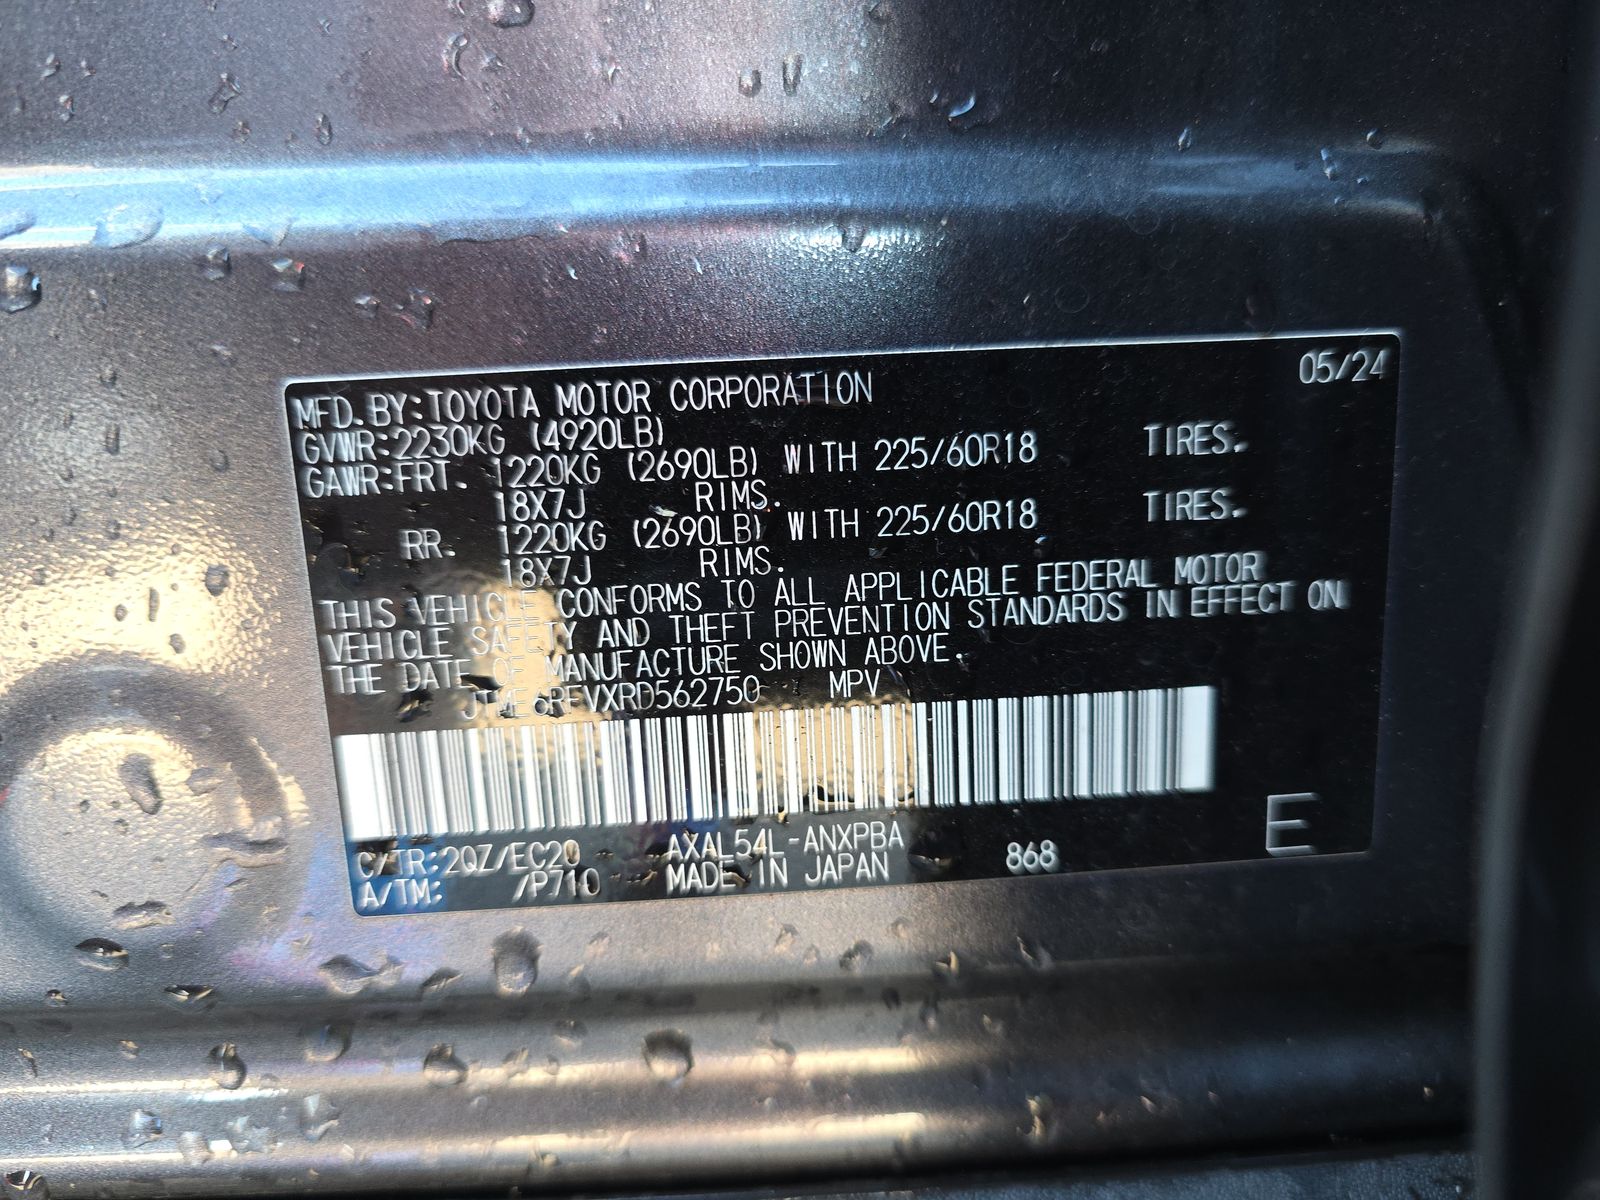 05/24
MFD. BY: TOYOTA MOTOR CORPORATION
GVWR: 2230KG (4920LB)
GAWR: FRT. 1220KG (2690LB) WITH 225/60R18 TIRES.
18X7J RIMS.
RR. 1220KG (2690LB) WITH 225/60R18 TIRES.
18X7J RIMS.
THIS VEHICLE CONFORMS TO ALL APPLICABLE FEDERAL MOTOR
VEHICLE SAFETY AND THEFT PREVENTION STANDARDS IN EFFECT ON
THE DATE OF MANUFACTURE SHOWN ABOVE.
JTME6RFVXRD562750 MPV
C/TR: 2QZ/EC20 AXAL54L-ANXPBA 868 E
A/TM: /P710 MADE IN JAPAN